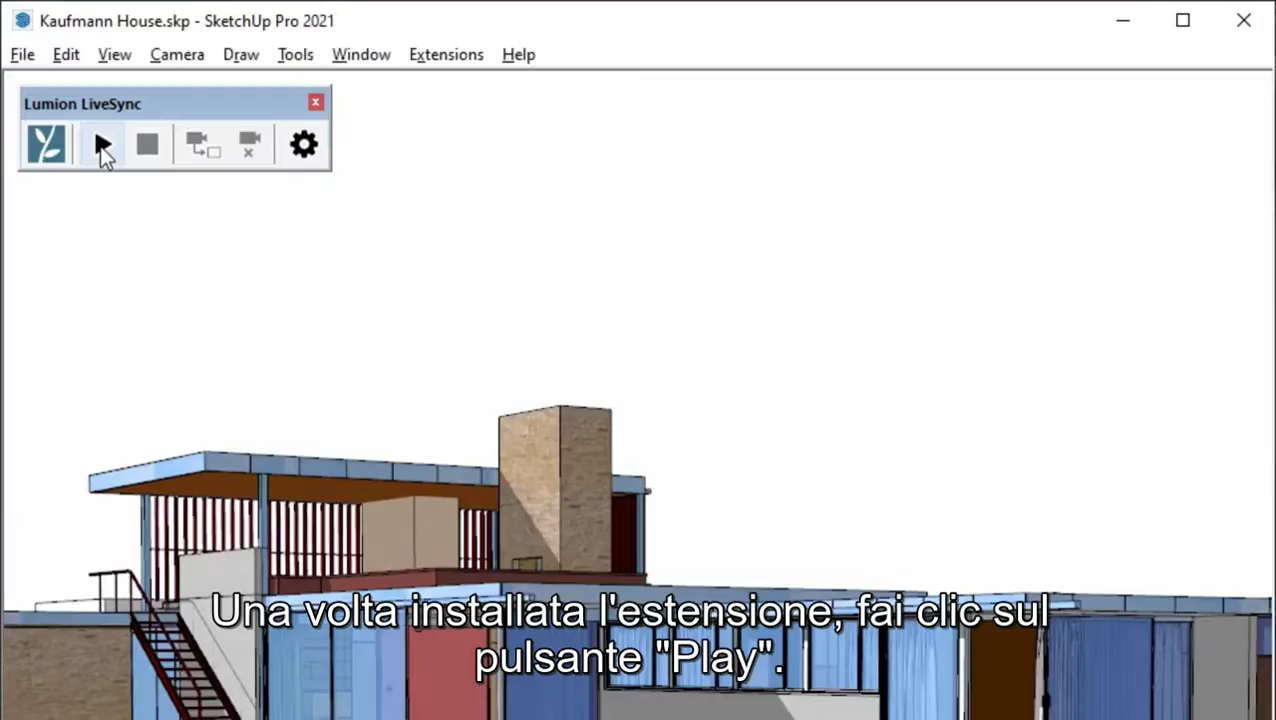 Kaufmann House.skp - SketchUp Pro 2021
File Edit View Camera Draw Tools Window Extensions Help
Lumion LiveSync
Una volta installata l'estensione, fai clic sul
pulsante "Play".